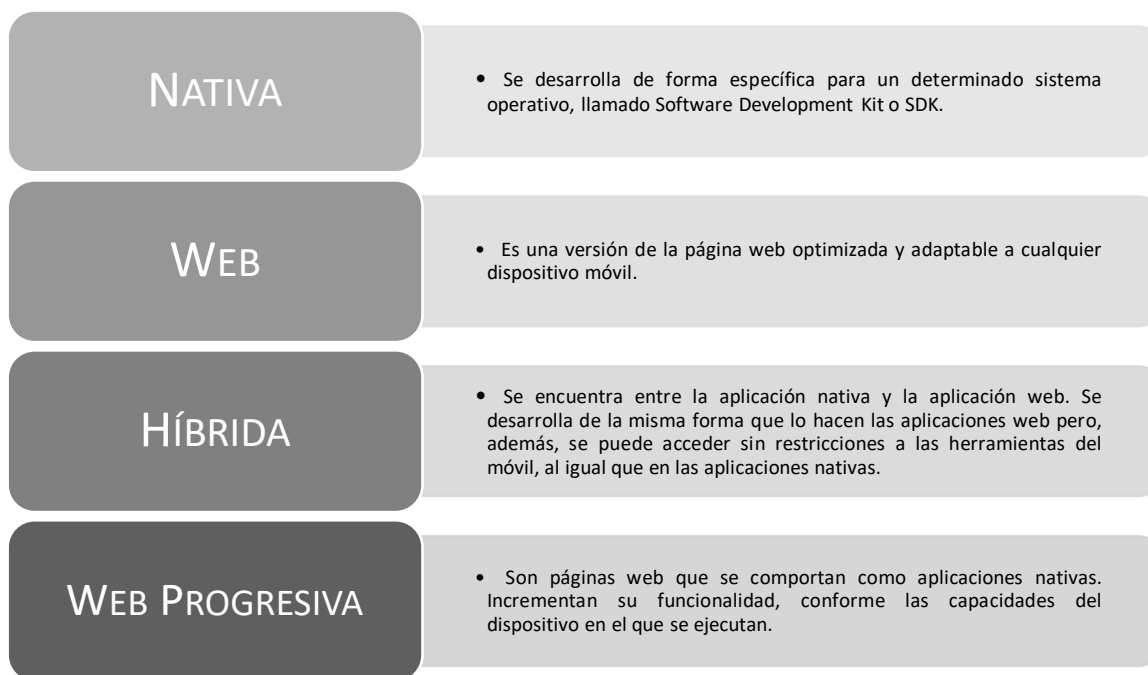 NATIVA
• Se desarrolla de forma específica para un determinado sistema
operativo, llamado Software Development Kit o SDK.
WEB
• Es una versión de la página web optimizada y adaptable a cualquier
dispositivo móvil.
HÍBRIDA
• Se encuentra entre la aplicación nativa y la aplicación web. Se
desarrolla de la misma forma que lo hacen las aplicaciones web pero,
además, se puede acceder sin restricciones a las herramientas del
móvil, al igual que en las aplicaciones nativas.
WEB PROGRESIVA
• Son páginas web que se comportan como aplicaciones nativas.
Incrementan su funcionalidad, conforme las capacidades del
dispositivo en el que se ejecutan.